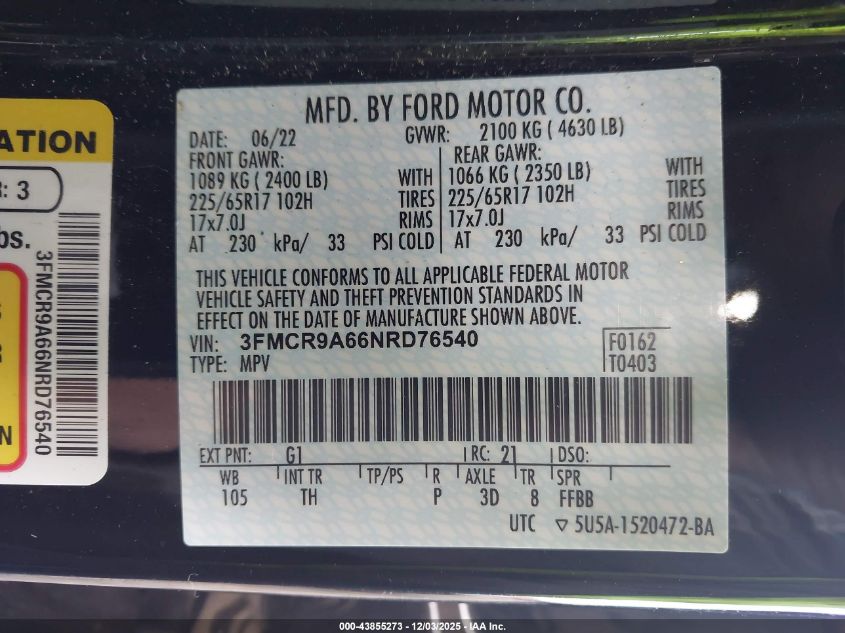 ATION
: 3
bs.
3FMCR9A66NRD76540
N
MFD. BY FORD MOTOR CO.
DATE: 06/22 GVWR: 2100 KG ( 4630 LB)
FRONT GAWR: REAR GAWR:
1089 KG ( 2400 LB) WITH 1066 KG ( 2350 LB) WITH
225/65R17 102H TIRES 225/65R17 102H TIRES
17x7.0J RIMS 17x7.0J RIMS
AT 230 kPa/ 33 PSI COLD AT 230 kPa/ 33 PSI COLD
THIS VEHICLE CONFORMS TO ALL APPLICABLE FEDERAL MOTOR
VEHICLE SAFETY AND THEFT PREVENTION STANDARDS IN
EFFECT ON THE DATE OF MANUFACTURE SHOWN ABOVE.
VIN: 3FMCR9A66NRD76540 F0162
TYPE: MPV T0403
EXT PNT: G1 RC: 21 DSO:
WB INT TR TP/PS R AXLE TR SPR
105 TH P 3D 8 FFBB
UTC ▽ 5U5A-1520472-BA
000-43855273 - 12/03/2025 - IAA Inc.